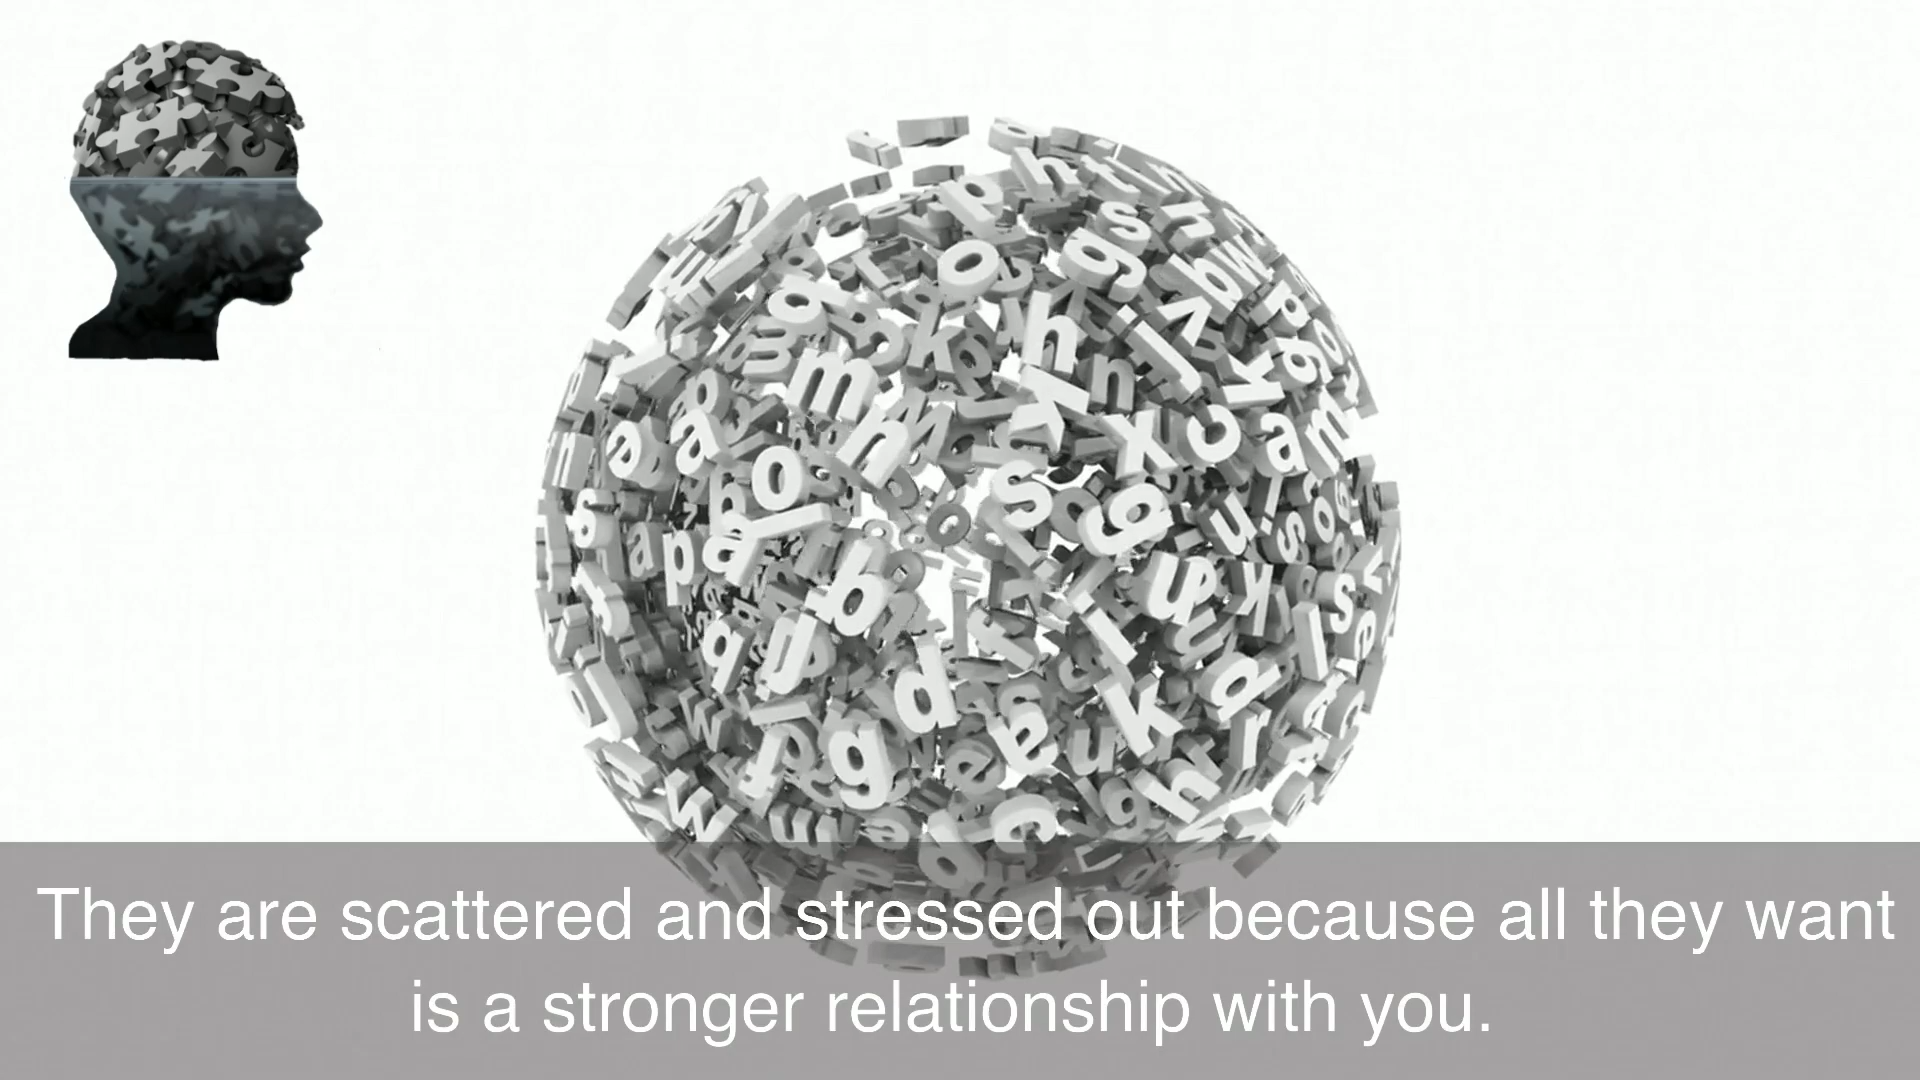 They are scattered and stressed out because all they want
is a stronger relationship with you.